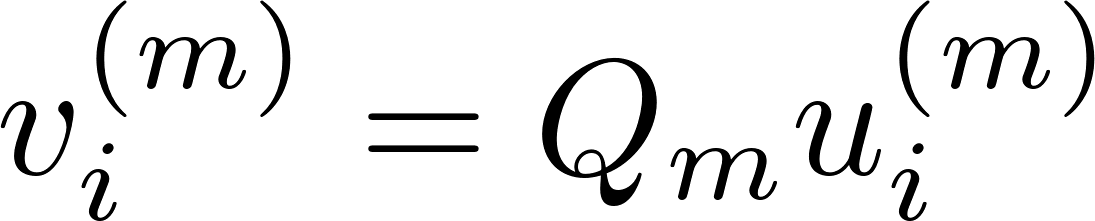 v_i^{(m)} = Q_m u_i^{(m)}